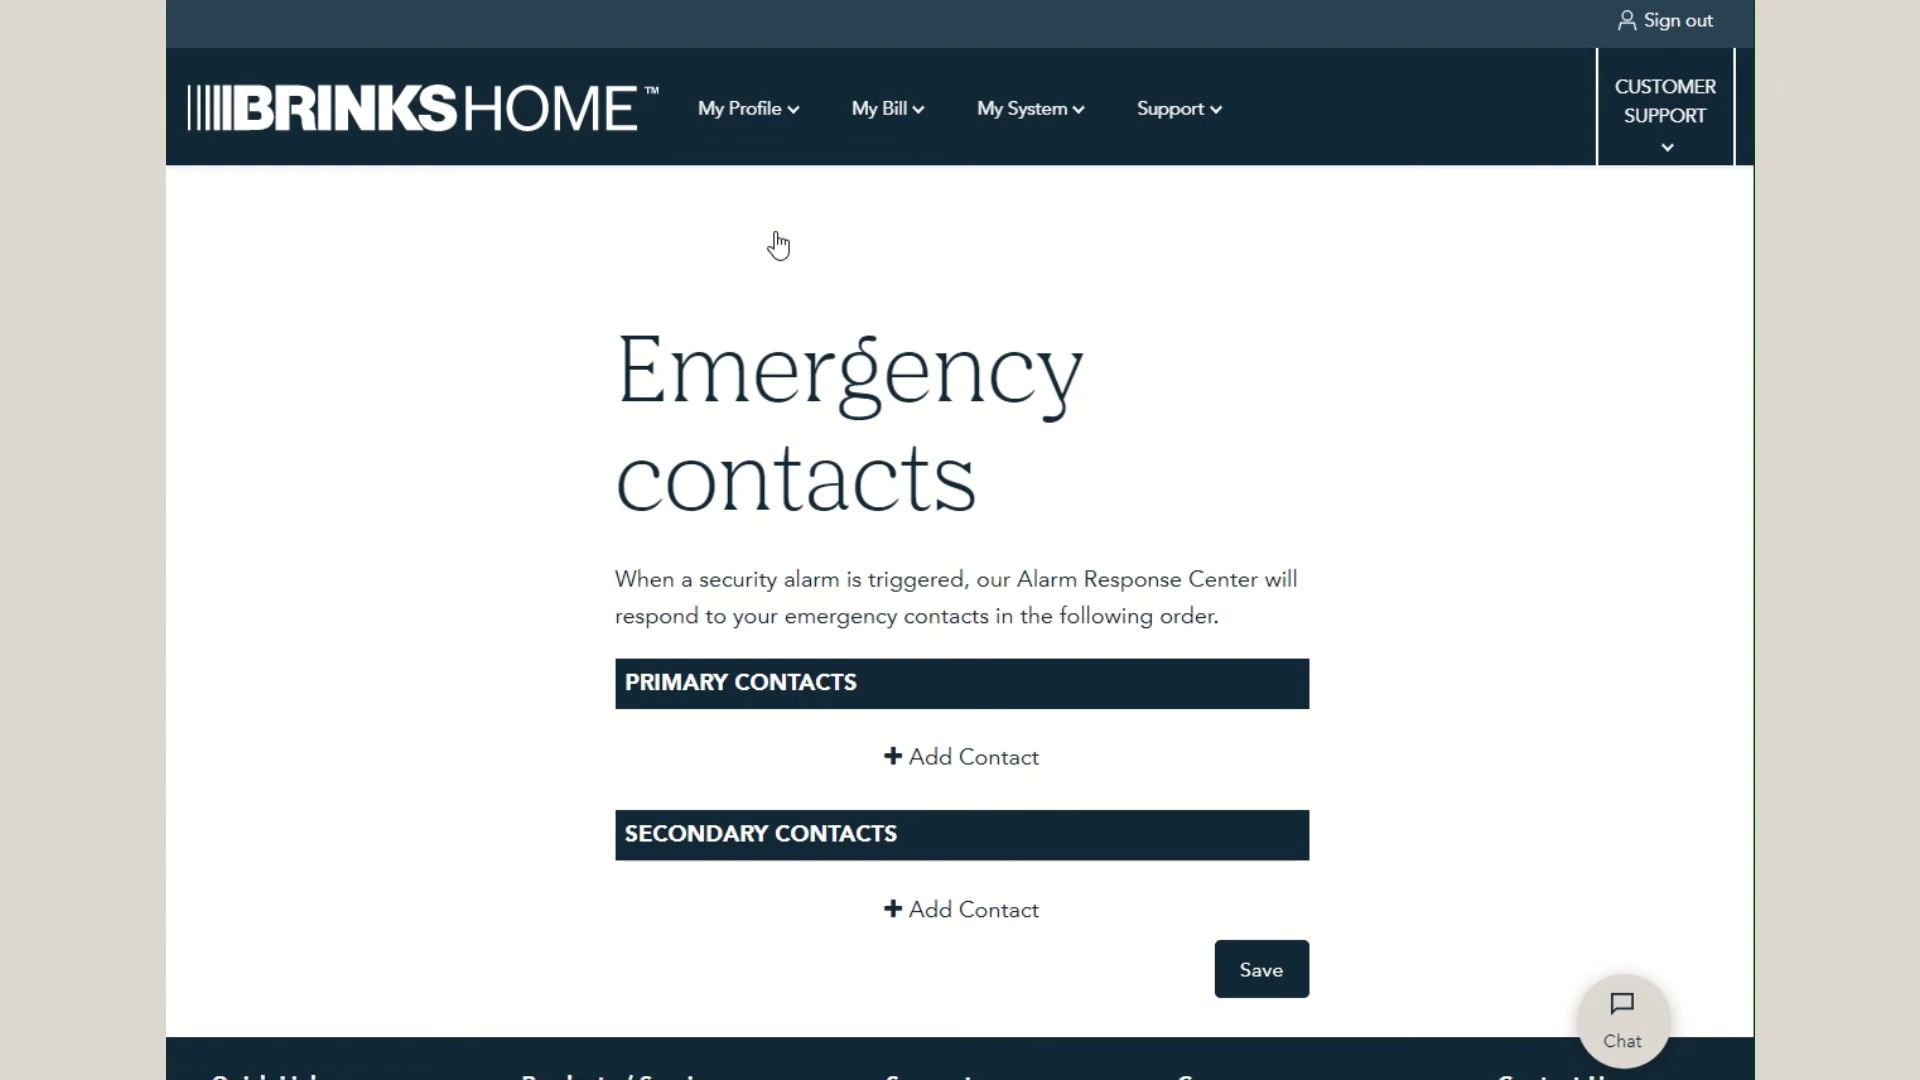 Sign out
BRINKS HOME™
My Profile
My Bill
My System
Support
CUSTOMER
SUPPORT
Emergency
contacts
When a security alarm is triggered, our Alarm Response Center will
respond to your emergency contacts in the following order.
PRIMARY CONTACTS
+ Add Contact
SECONDARY CONTACTS
+ Add Contact
Save
Chat